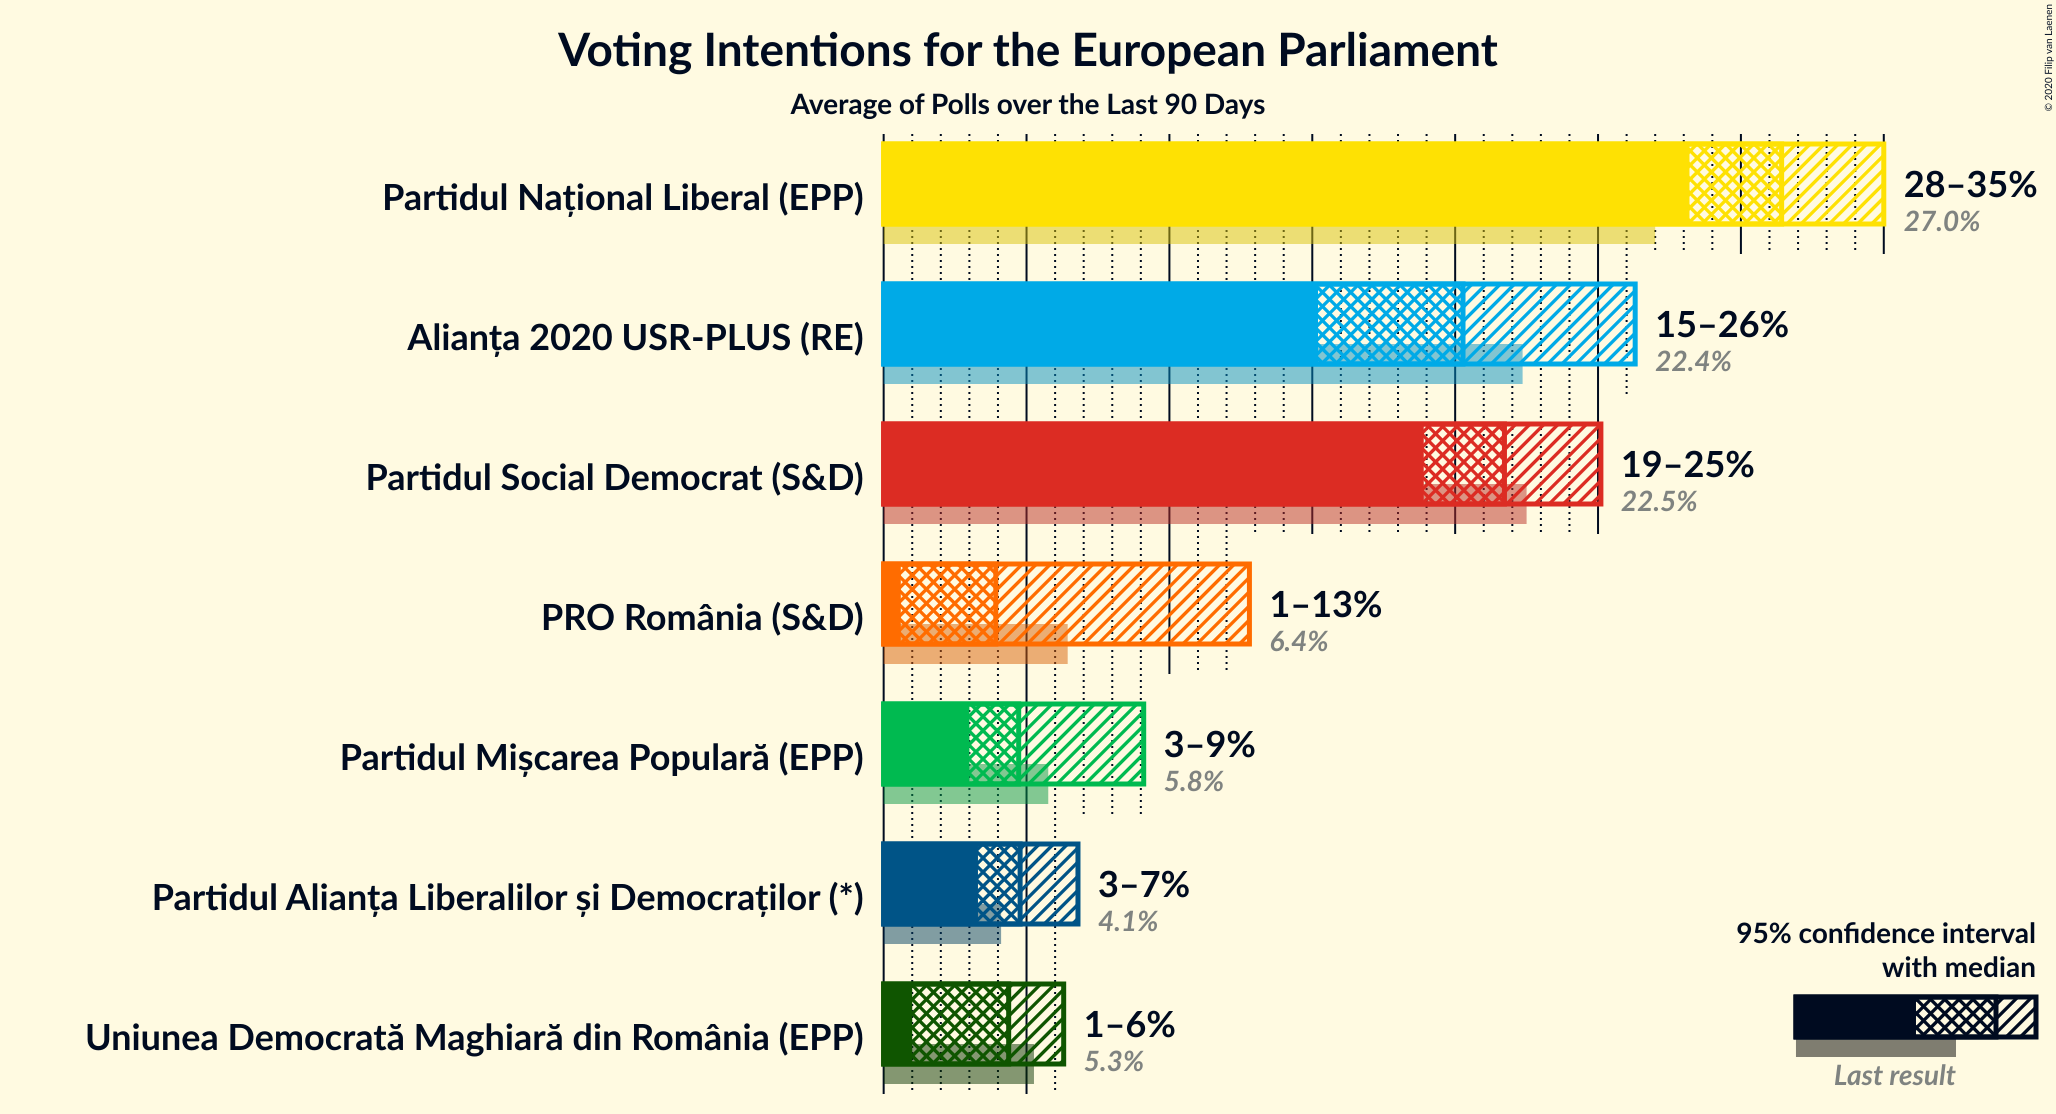 Voting Intentions for the European Parliament
Average of Polls over the Last 90 Days
© 2020 Filip van Laenen
Partidul Național Liberal (EPP)
28–35%
27.0%
Alianța 2020 USR-PLUS (RE)
15–26%
22.4%
Partidul Social Democrat (S&D)
19–25%
22.5%
PRO România (S&D)
1–13%
6.4%
Partidul Mișcarea Populară (EPP)
3–9%
5.8%
Partidul Alianța Liberalilor și Democraților (*)
3–7%
4.1%
Uniunea Democrată Maghiară din România (EPP)
1–6%
5.3%
95% confidence interval
with median
Last result